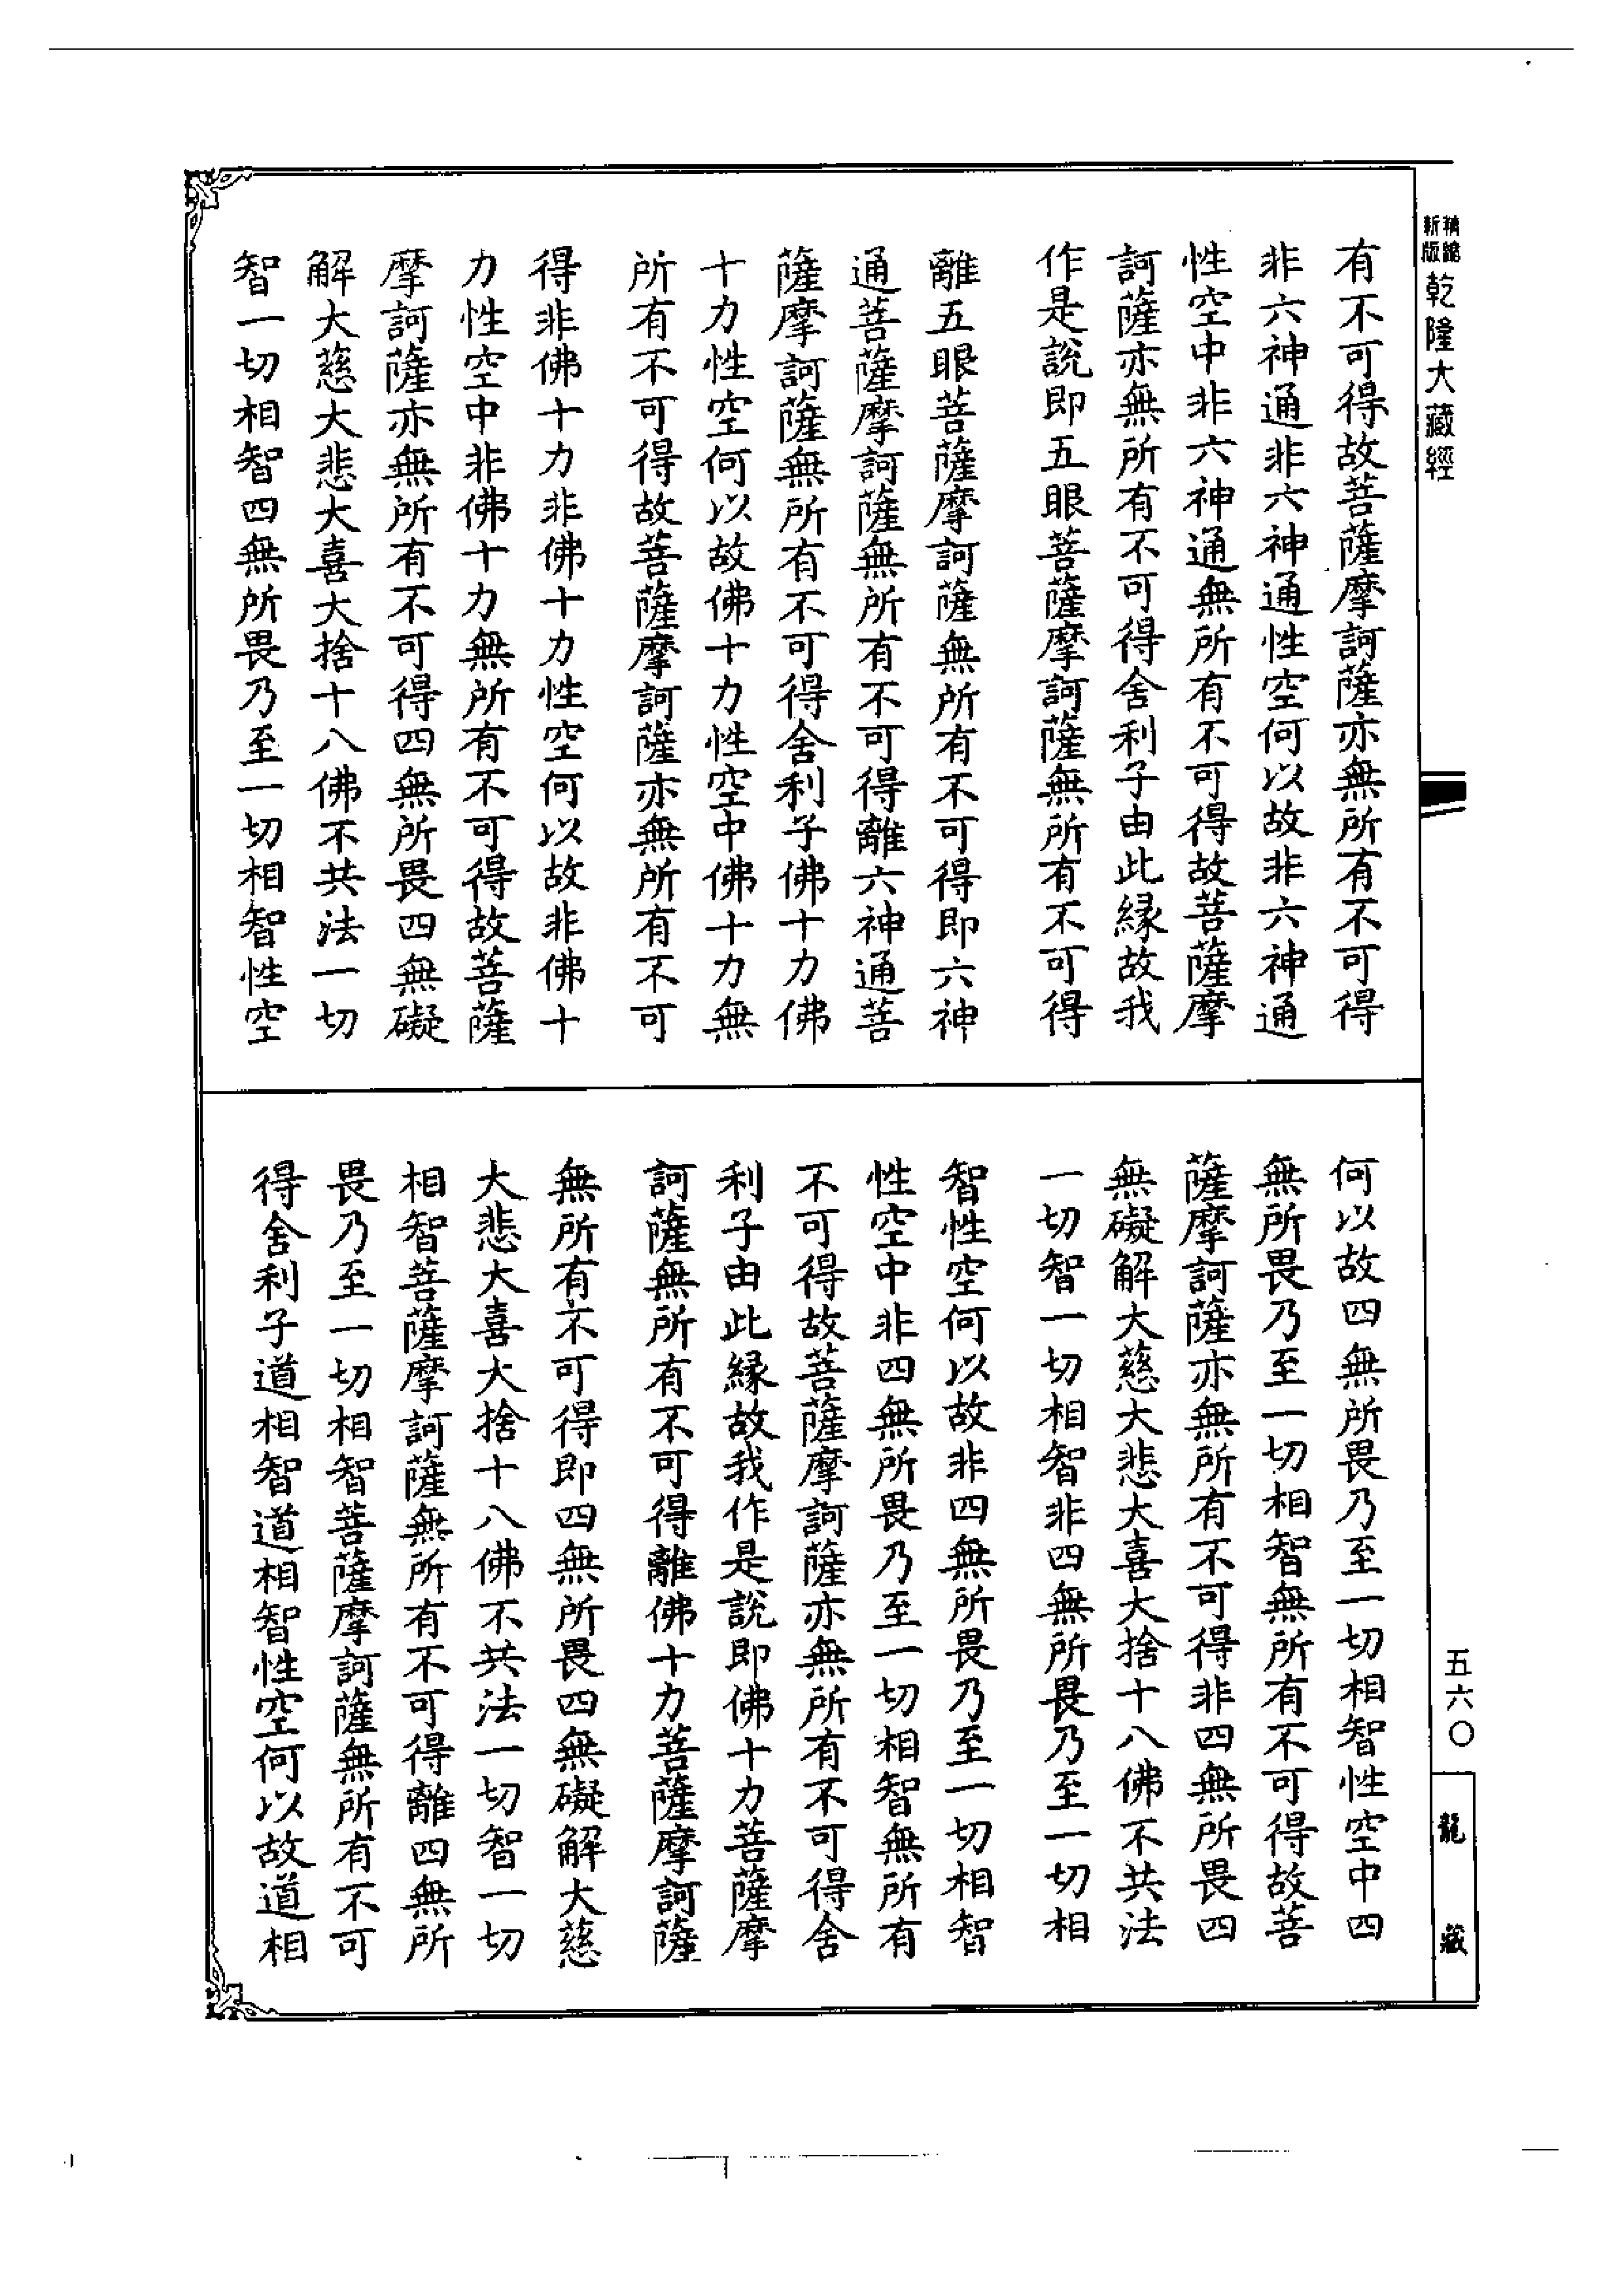 精縮
新版
乾隆大藏經
有不可得故菩薩摩訶薩亦無所有不可得
非六神通非六神通性空何以故非六神通
性空中非六神通無所有不可得故菩薩摩
訶薩亦無所有不可得舍利子由此緣故我
作是說即五眼菩薩摩訶薩無所有不可得
離五眼菩薩摩訶薩無所有不可得即六神
通菩薩摩訶薩無所有不可得離六神通菩
薩摩訶薩無所有不可得舍利子佛十力佛
十力性空何以故佛十力性空中佛十力無
所有不可得故菩薩摩訶薩亦無所有不可
得非佛十力非佛十力性空何以故非佛十
力性空中非佛十力無所有不可得故菩薩
摩訶薩亦無所有不可得四無所畏四無礙
解大慈大悲大喜大捨十八佛不共法一切
智一切相智四無所畏乃至一切相智性空
何以故四無所畏乃至一切相智性空中四
無所畏乃至一切相智無所有不可得故菩
薩摩訶薩亦無所有不可得非四無所畏四
無礙解大慈大悲大喜大捨十八佛不共法
一切智一切相智非四無所畏乃至一切相
智性空何以故非四無所畏乃至一切相智
性空中非四無所畏乃至一切相智無所有
不可得故菩薩摩訶薩亦無所有不可得舍
利子由此緣故我作是說即佛十力菩薩摩
訶薩無所有不可得離佛十力菩薩摩訶薩
無所有不可得即四無所畏四無礙解大慈
大悲大喜大捨十八佛不共法一切智一切
相智菩薩摩訶薩無所有不可得離四無所
畏乃至一切相智菩薩摩訶薩無所有不可
得舍利子道相智道相智性空何以故道相
五六〇
龍藏